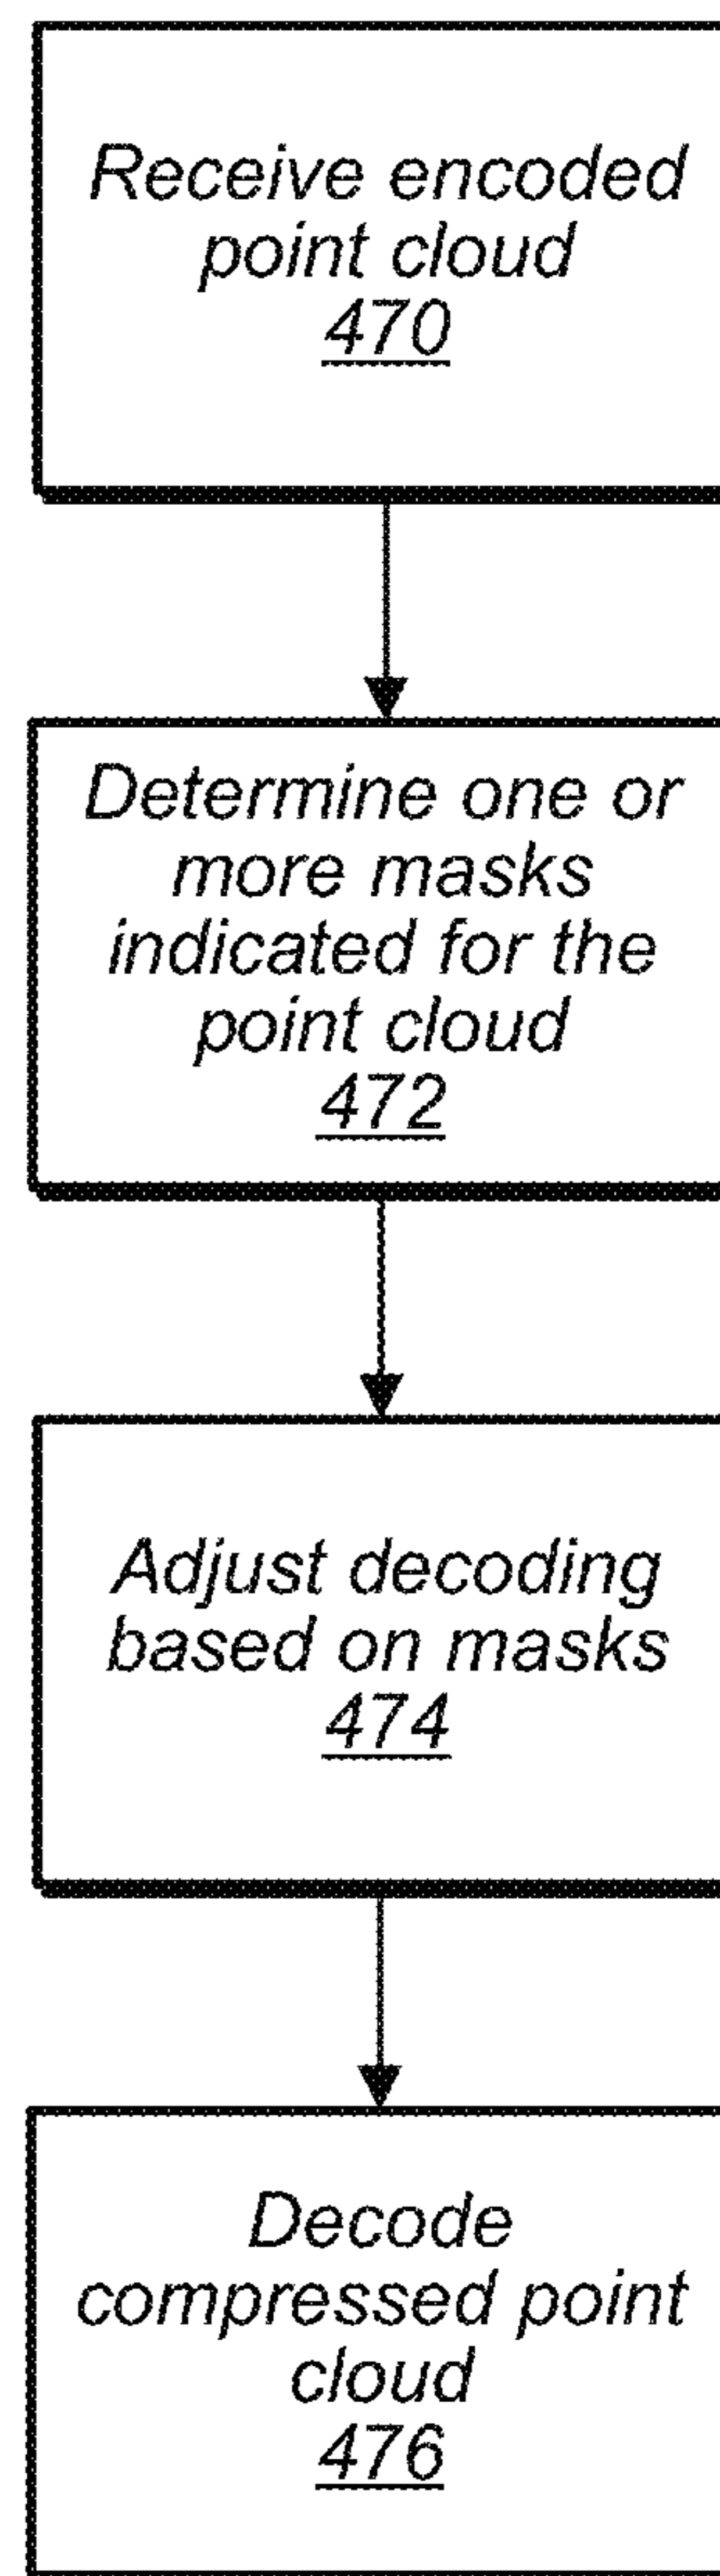 Receive encoded
point cloud
470
Determine one or
more masks
indicated for the
point cloud
472
Adjust decoding
based on masks
474
Decode
compressed point
cloud
476